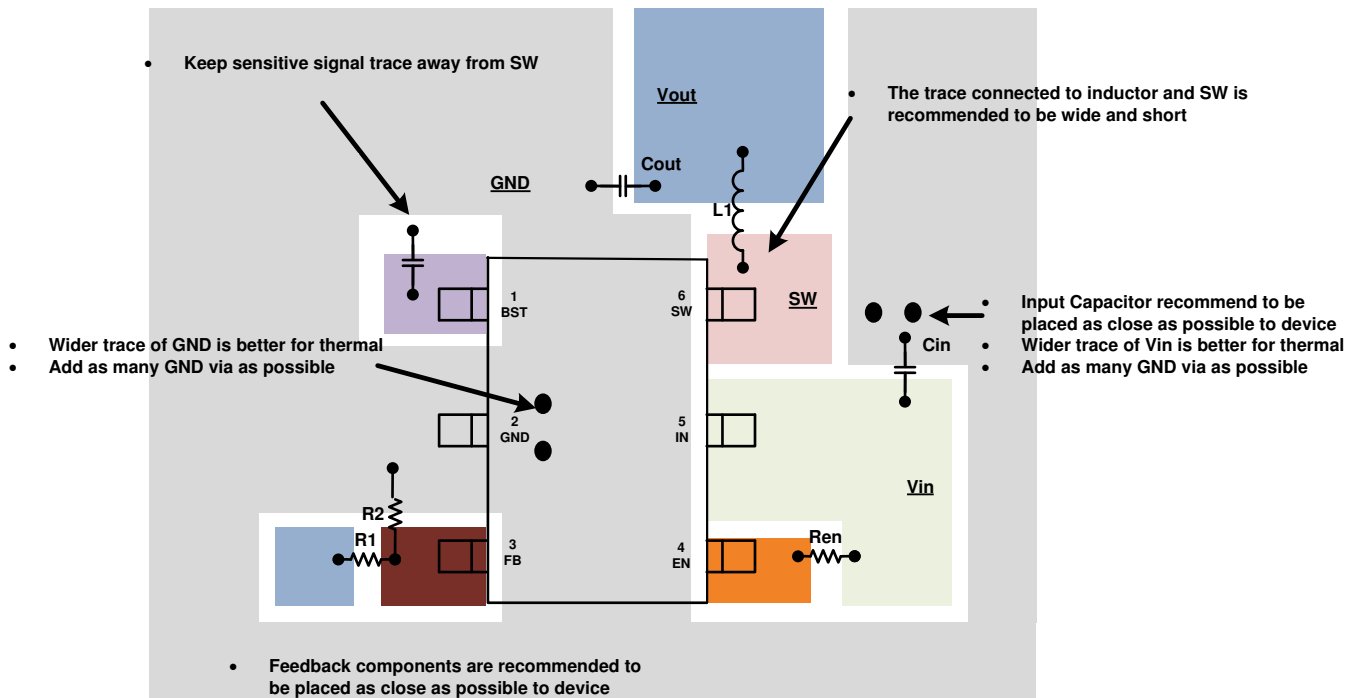 • Keep sensitive signal trace away from SW
Vout
• The trace connected to inductor and SW is
recommended to be wide and short
Cout
GND
L1
1
BST
6
SW
SW
• Input Capacitor recommend to be
placed as close as possible to device
• Wider trace of Vin is better for thermal
• Add as many GND via as possible
Cin
• Wider trace of GND is better for thermal
• Add as many GND via as possible
2
GND
5
IN
Vin
R2
R1
3
FB
4
EN
Ren
• Feedback components are recommended to
be placed as close as possible to device